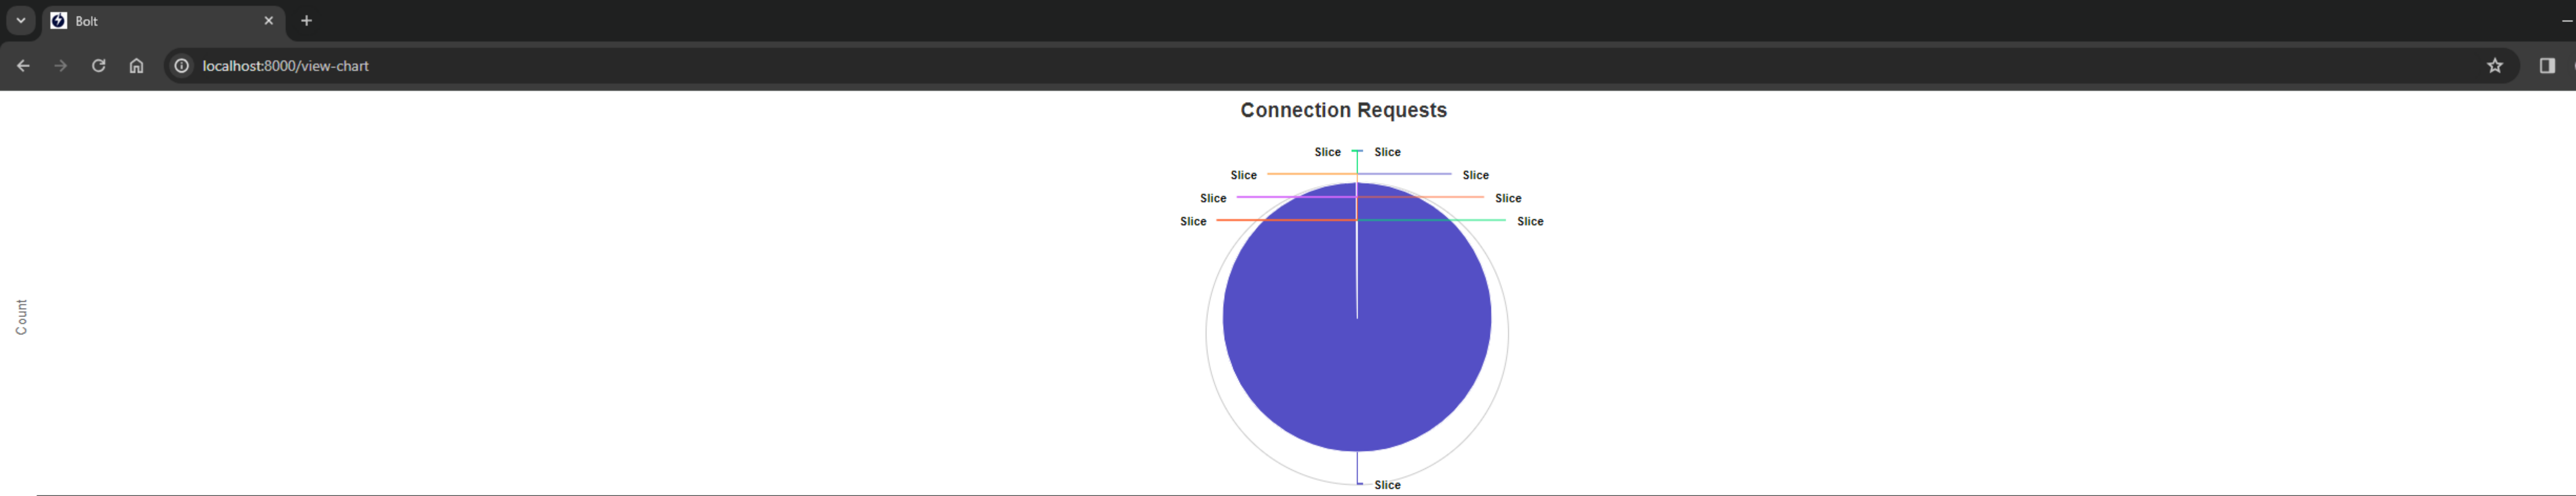 Bolt
localhost:8000/view-chart
Connection Requests
Slice Slice
Slice Slice
Slice Slice
Slice Slice
Count
Slice